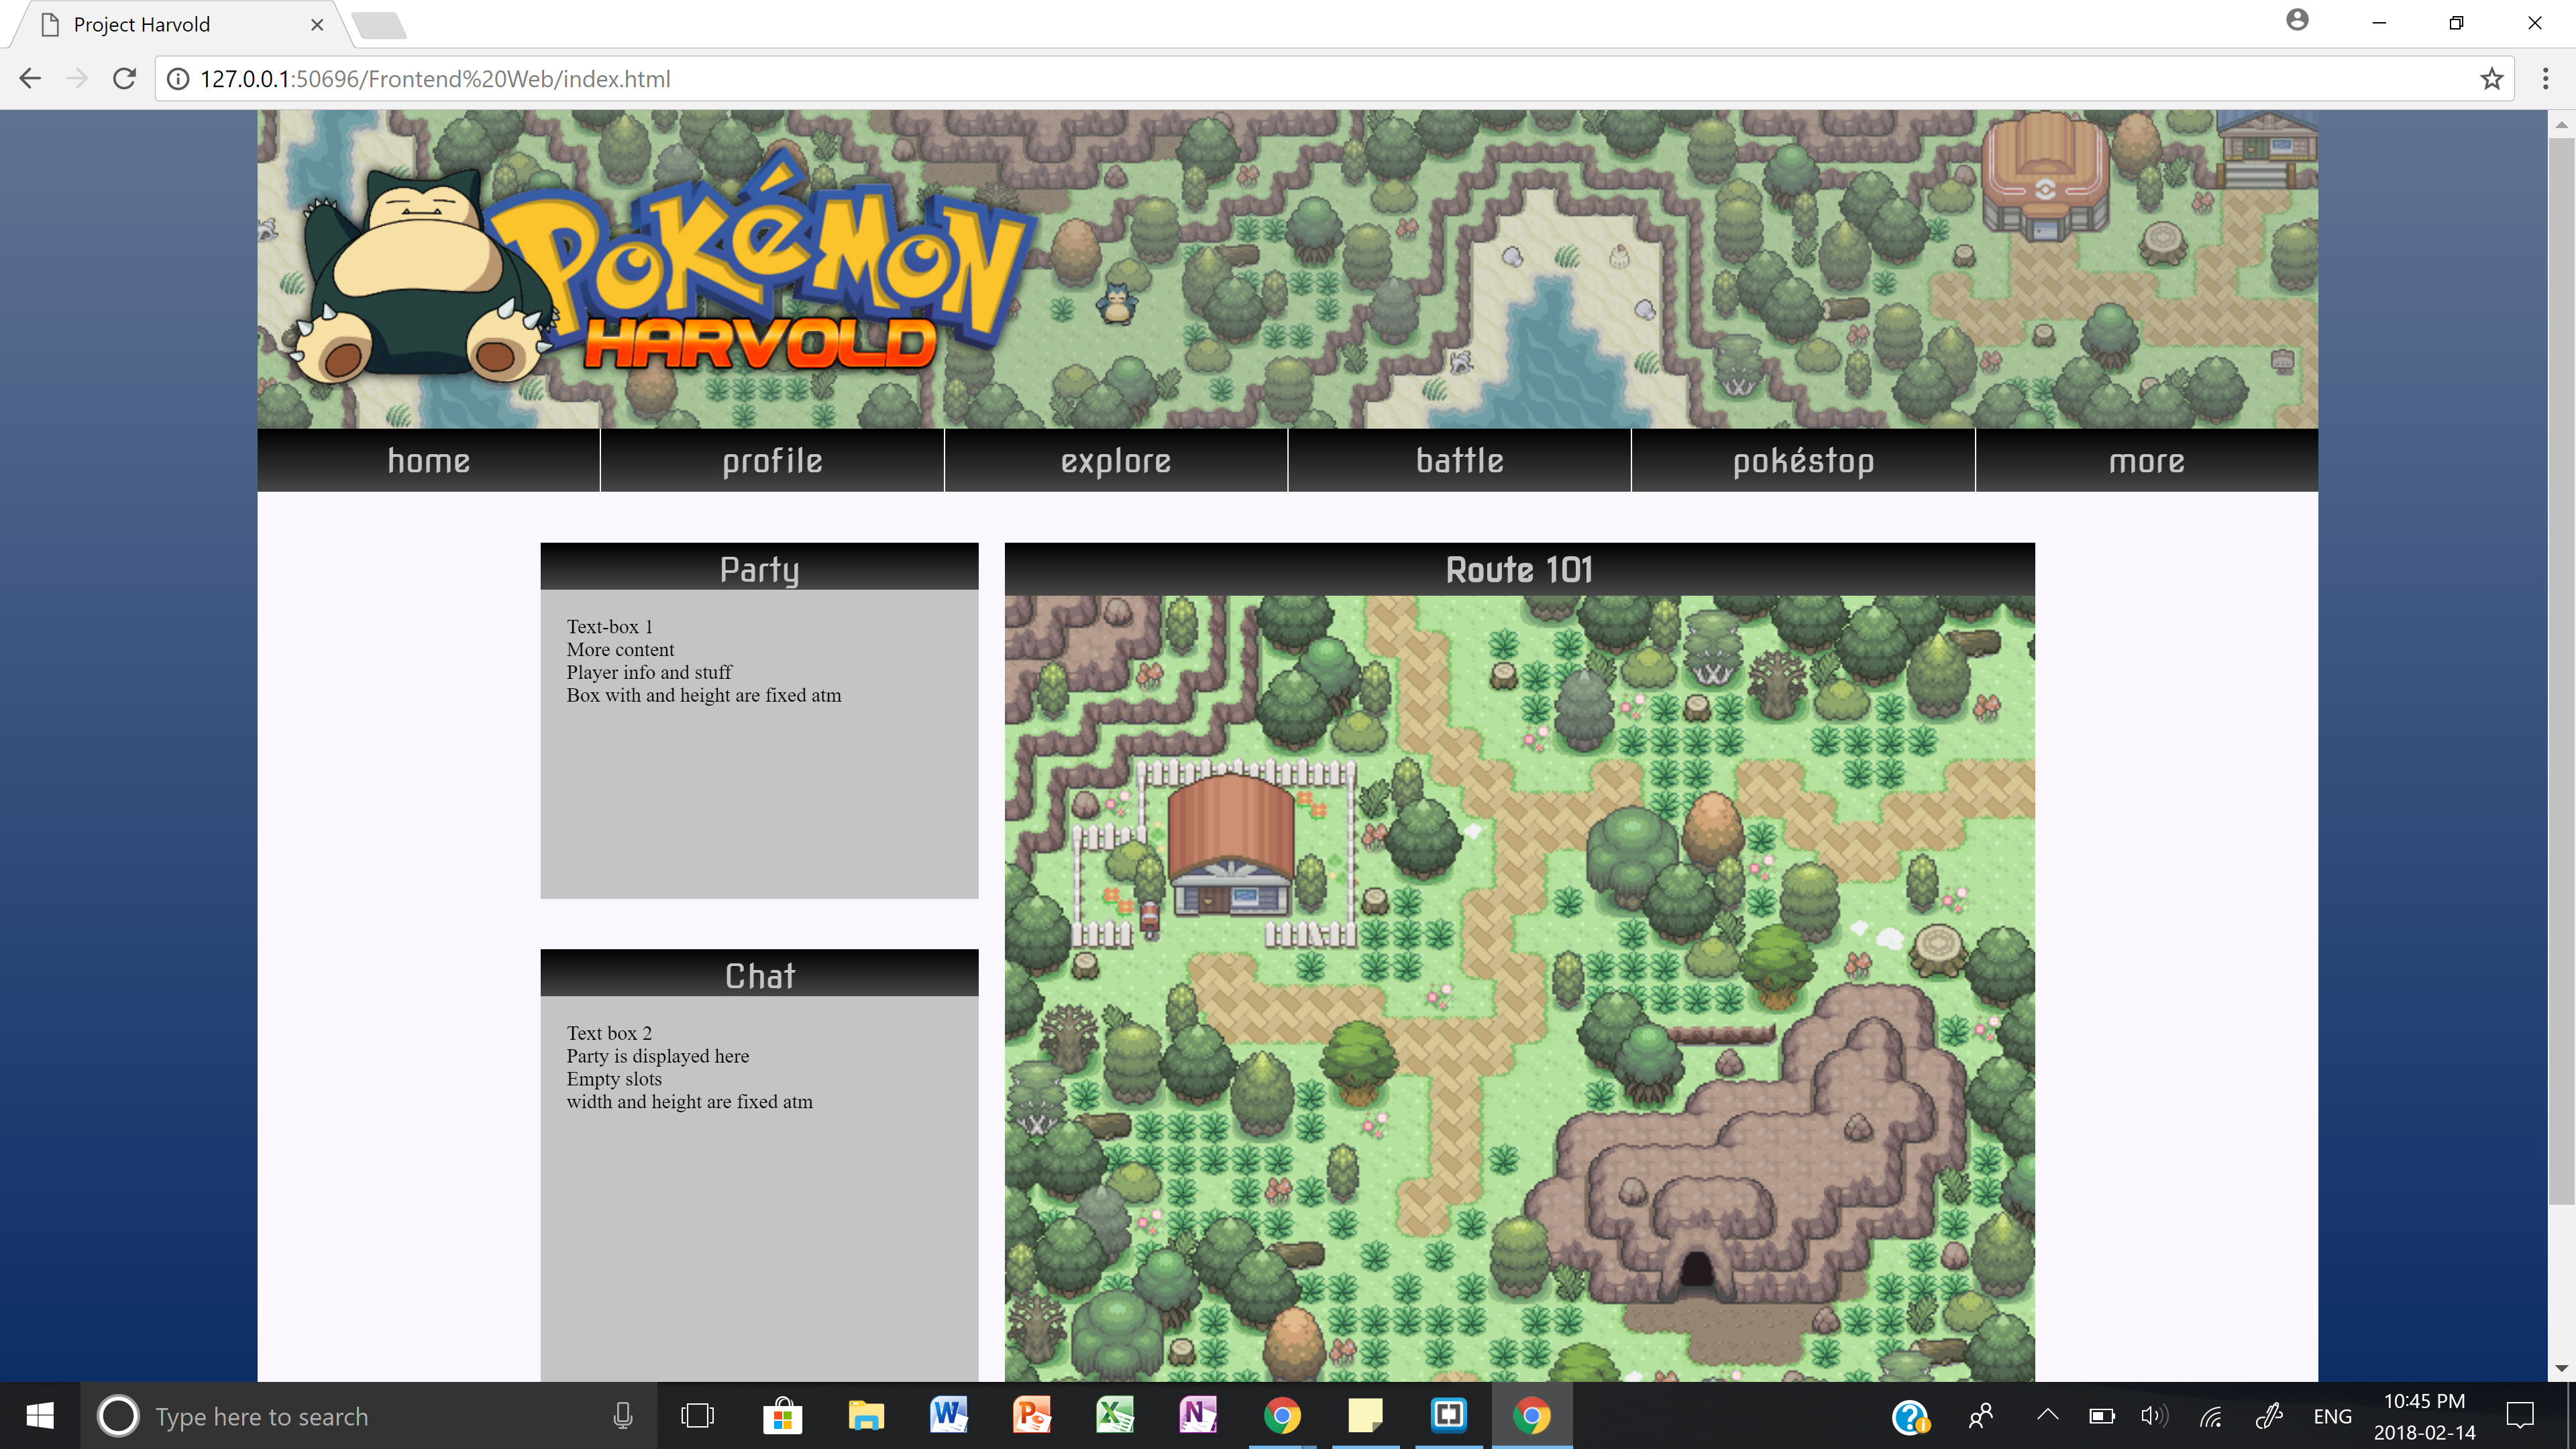 Project Harvold
127.0.0.1:50696/Frontend%20Web/index.html
POKéMON
HARVOLD
home
profile
explore
battle
pokéstop
more
Party
Text-box 1
More content
Player info and stuff
Box with and height are fixed atm
Chat
Text box 2
Party is displayed here
Empty slots
width and height are fixed atm
Route 101
Type here to search
ENG
10:45 PM
2018-02-14